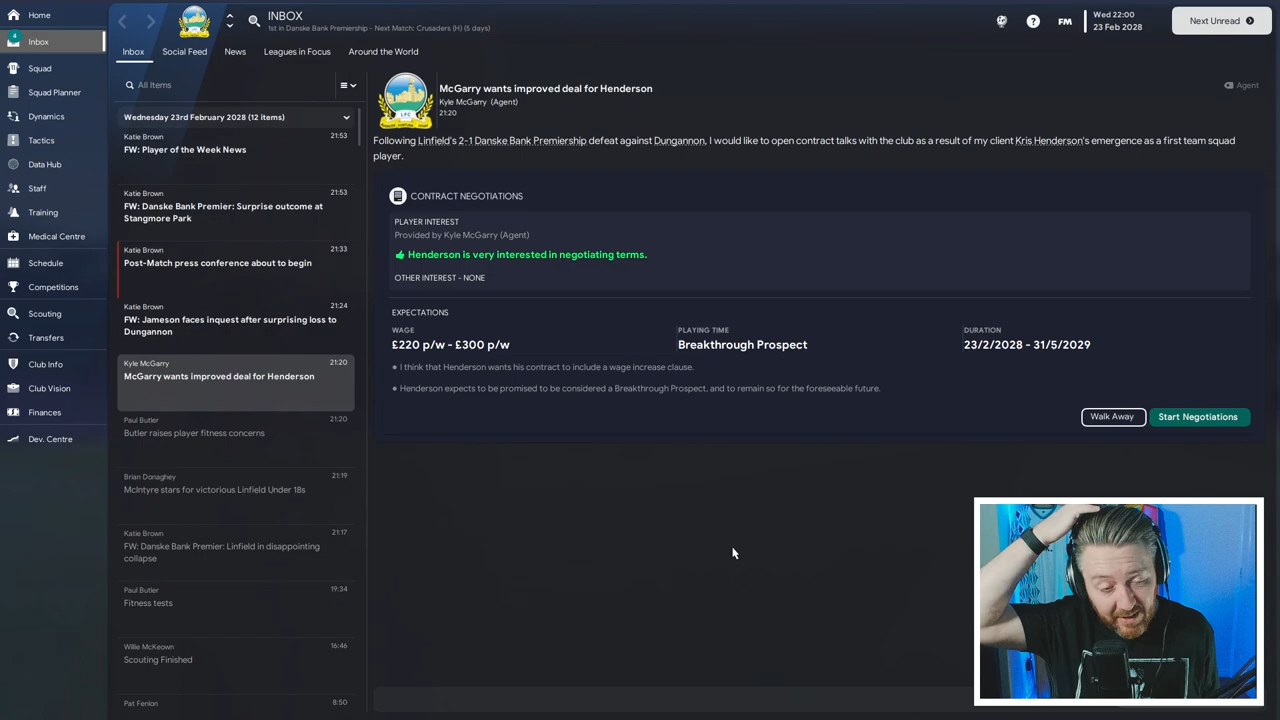 Home
4
Inbox
Squad
Squad Planner
Dynamics
Tactics
Data Hub
Staff
Training
Medical Centre
Schedule
Competitions
Scouting
Transfers
Club Info
Club Vision
Finances
Dev. Centre
INBOX
1st in Danske Bank Premiership - Next Match: Crusaders (H) (5 days)
?
FM
Wed 22:00
23 Feb 2028
Next Unread
Inbox
Social Feed
News
Leagues in Focus
Around the World
All Items
Wednesday 23rd February 2028 (12 items)
Katie Brown
21:53
FW: Player of the Week News
Katie Brown
21:53
FW: Danske Bank Premier: Surprise outcome at
Stangmore Park
Katie Brown
21:33
Post-Match press conference about to begin
Katie Brown
21:24
FW: Jameson faces inquest after surprising loss to
Dungannon
Kyle McGarry
21:20
McGarry wants improved deal for Henderson
Paul Butler
21:20
Butler raises player fitness concerns
Brian Donaghey
21:19
McIntyre stars for victorious Linfield Under 18s
Katie Brown
21:17
FW: Danske Bank Premier: Linfield in disappointing
collapse
Paul Butler
19:34
Fitness tests
Willie McKeown
16:46
Scouting Finished
Pat Fenlon
8:50
LFC
McGarry wants improved deal for Henderson
Kyle McGarry (Agent)
21:20
Agent
Following Linfield's 2-1 Danske Bank Premiership defeat against Dungannon, I would like to open contract talks with the club as a result of my client Kris Henderson's emergence as a first team squad
player.
CONTRACT NEGOTIATIONS
PLAYER INTEREST
Provided by Kyle McGarry (Agent)
Henderson is very interested in negotiating terms.
OTHER INTEREST - NONE
EXPECTATIONS
WAGE
£220 p/w - £300 p/w
PLAYING TIME
Breakthrough Prospect
DURATION
23/2/2028 - 31/5/2029
• I think that Henderson wants his contract to include a wage increase clause.
• Henderson expects to be promised to be considered a Breakthrough Prospect, and to remain so for the foreseeable future.
Walk Away
Start Negotiations